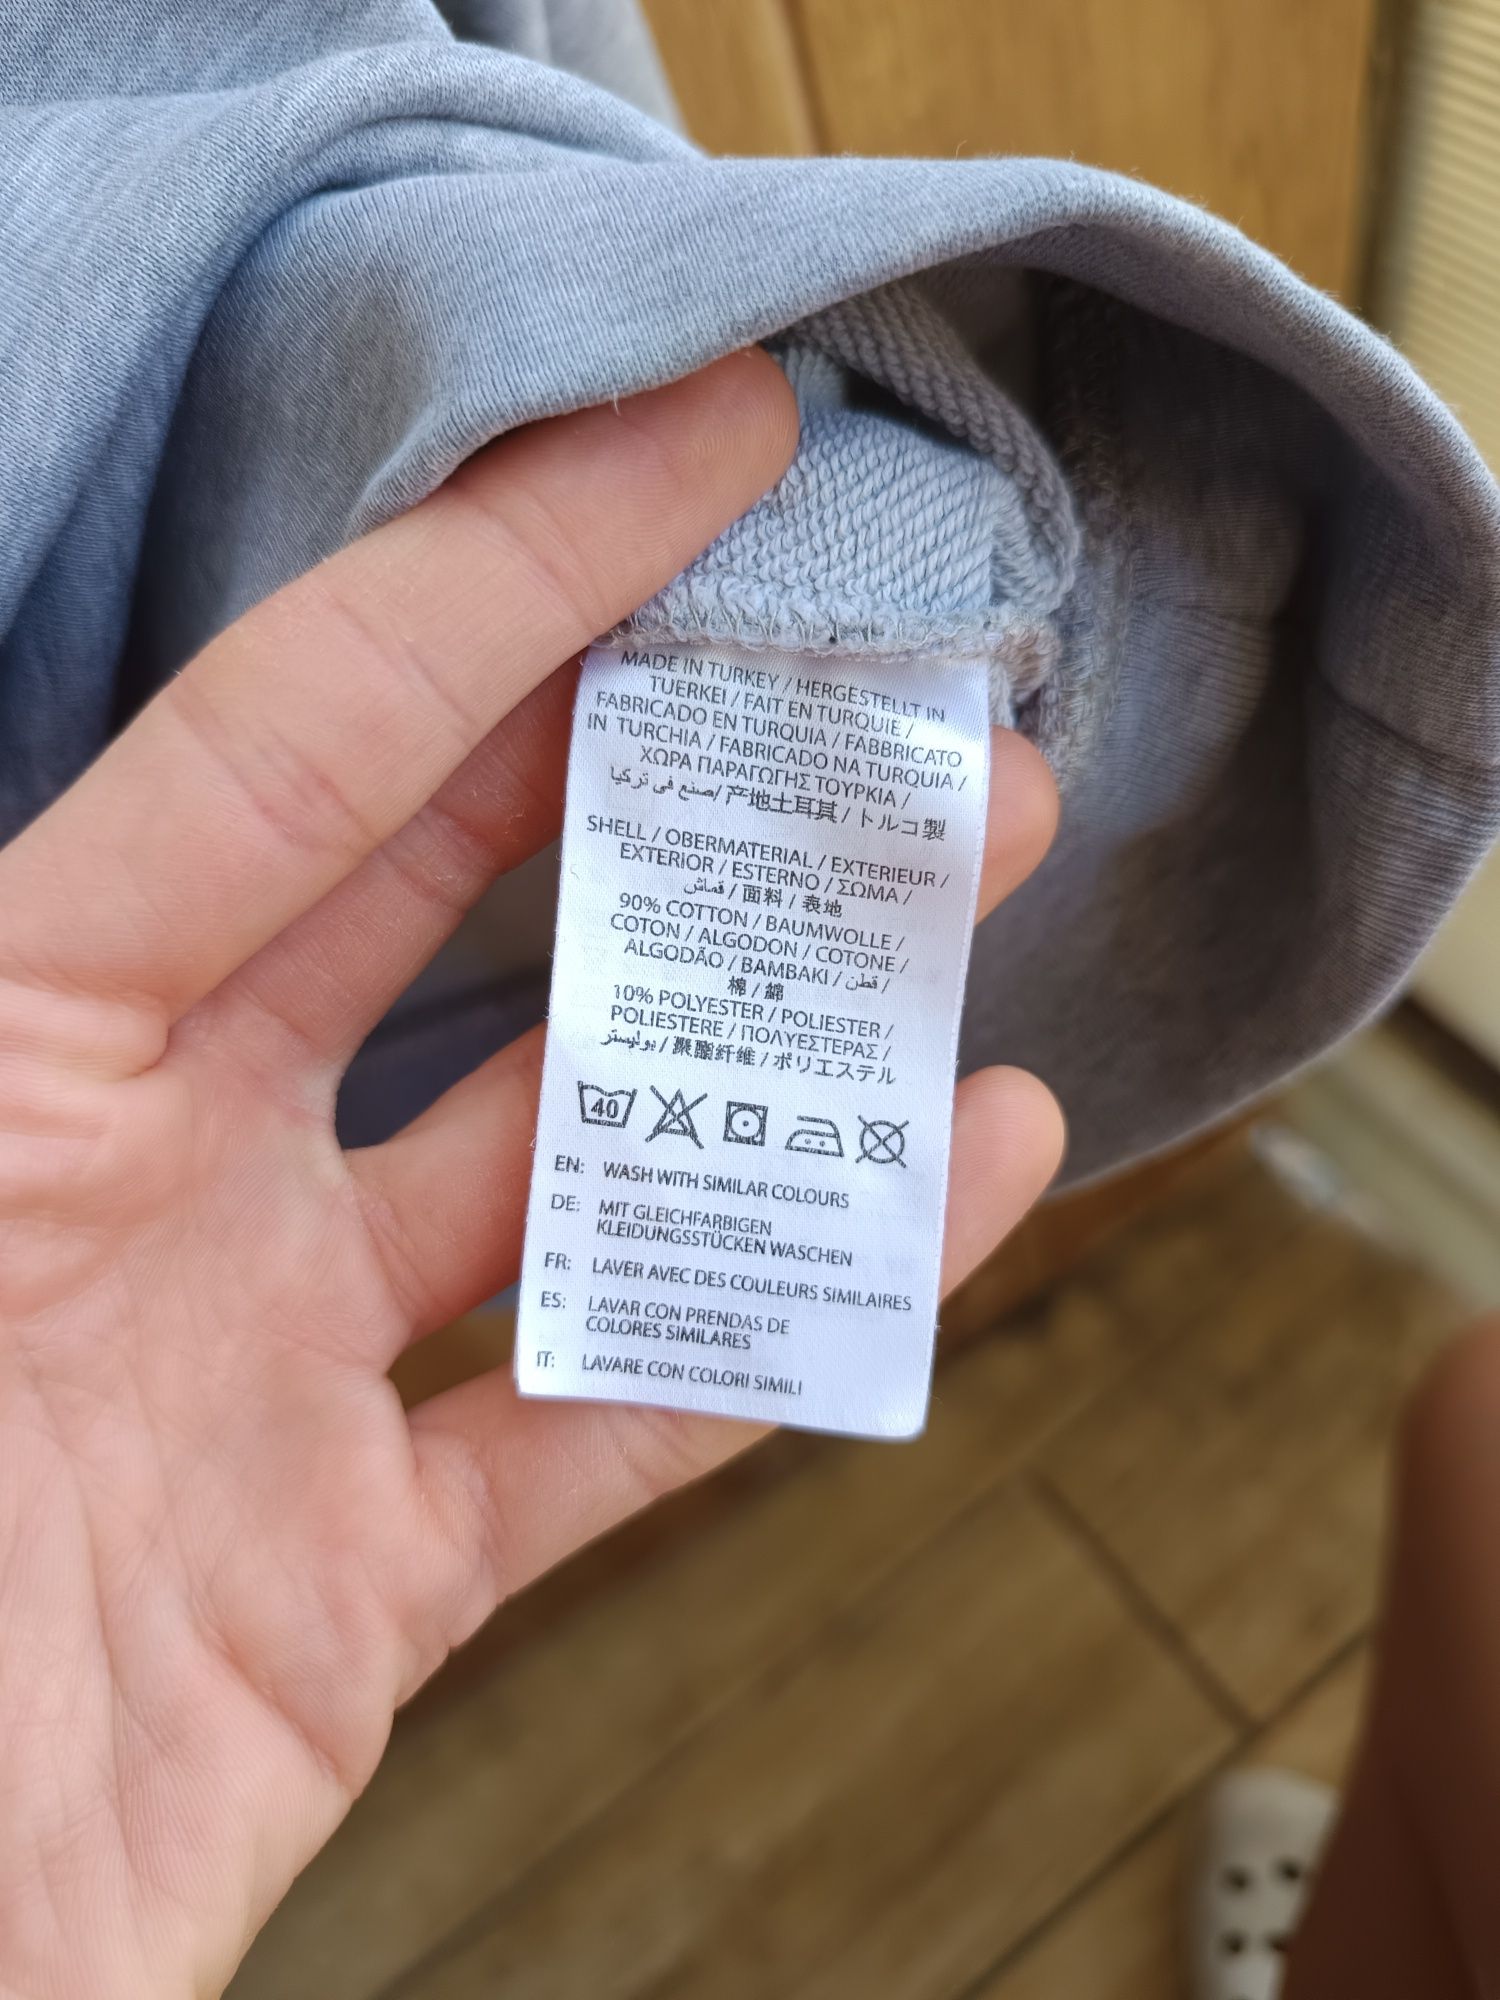 MADE IN TURKEY / HERGESTELLT IN
TUERKEI / FAIT EN TURQUIE /
FABRICADO EN TURQUIA / FABBRICATO
IN TURCHIA / FABRICADO NA TURQUIA /
ΧΩΡΑ ΠΑΡΑΓΩΓΗΣ ΤΟΥΡΚΙΑ /
صنع في تركيا/产地土耳其 / トルコ製
SHELL / OBERMATERIAL / EXTERIEUR /
EXTERIOR / ESTERNO / ΣΩΜΑ /
قماش / 面料 / 表地
90% COTTON / BAUMWOLLE /
COTON / ALGODON / COTONE /
ALGODÃO / BAMBAKI / قطن /
棉 / 綿
10% POLYESTER / POLIESTER /
POLIESTERE / ΠΟΛΥΕΣΤΕΡΑΣ /
بوليستر / 聚酯纤维 / ポリエステル
40
EN: WASH WITH SIMILAR COLOURS
DE: MIT GLEICHFARBIGEN
KLEIDUNGSSTÜCKEN WASCHEN
FR: LAVER AVEC DES COULEURS SIMILAIRES
ES: LAVAR CON PRENDAS DE
COLORES SIMILARES
IT: LAVARE CON COLORI SIMILI